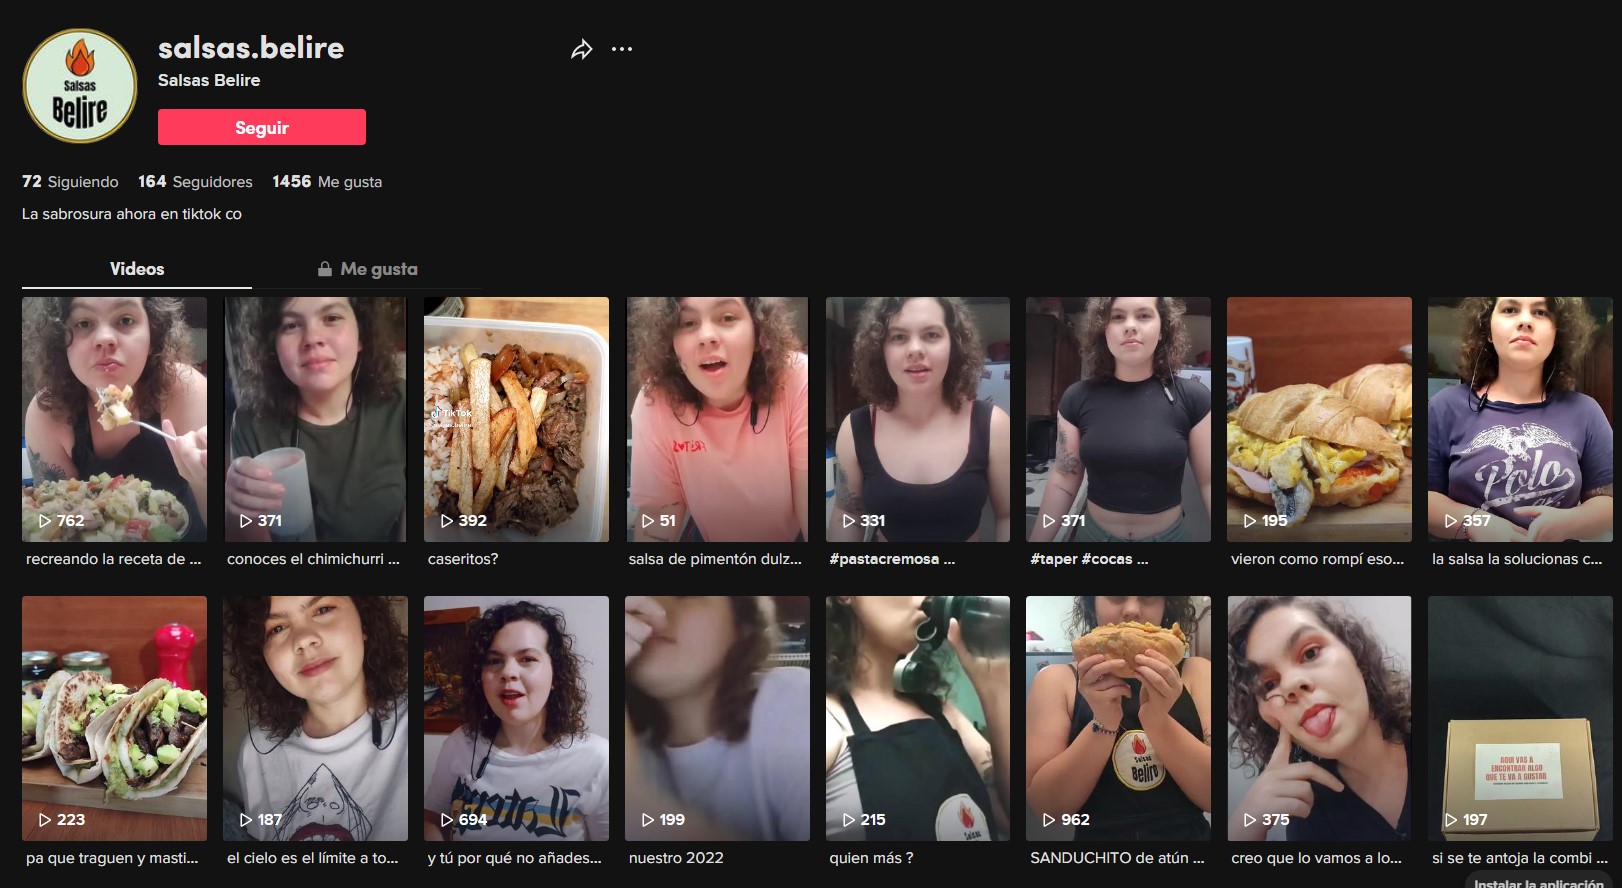 salsas.belire
Salsas Belire
Salsas
Belire
Seguir
72 Siguiendo 164 Seguidores 1456 Me gusta
La sabrosura ahora en tiktok co
Videos Me gusta
TikTok
Polo
762 371 392 51 331 371 195 357
recreando la receta de ... conoces el chimichurri ... caseritos? salsa de pimentón dulz... #pastacremosa ... #taper #cocas ... vieron como rompí eso... la salsa la solucionas c...
Salsas
Belire
Salsas
AQUI VAS A
ENCONTRAR ALGO
QUE TE VA A GUSTAR
223 187 694 199 215 962 375 197
pa que traguen y masti... el cielo es el límite a to... y tú por qué no añades... nuestro 2022 quien más ? SANDUCHITO de atún ... creo que lo vamos a lo... si se te antoja la combi ...
Instalar la aplicación